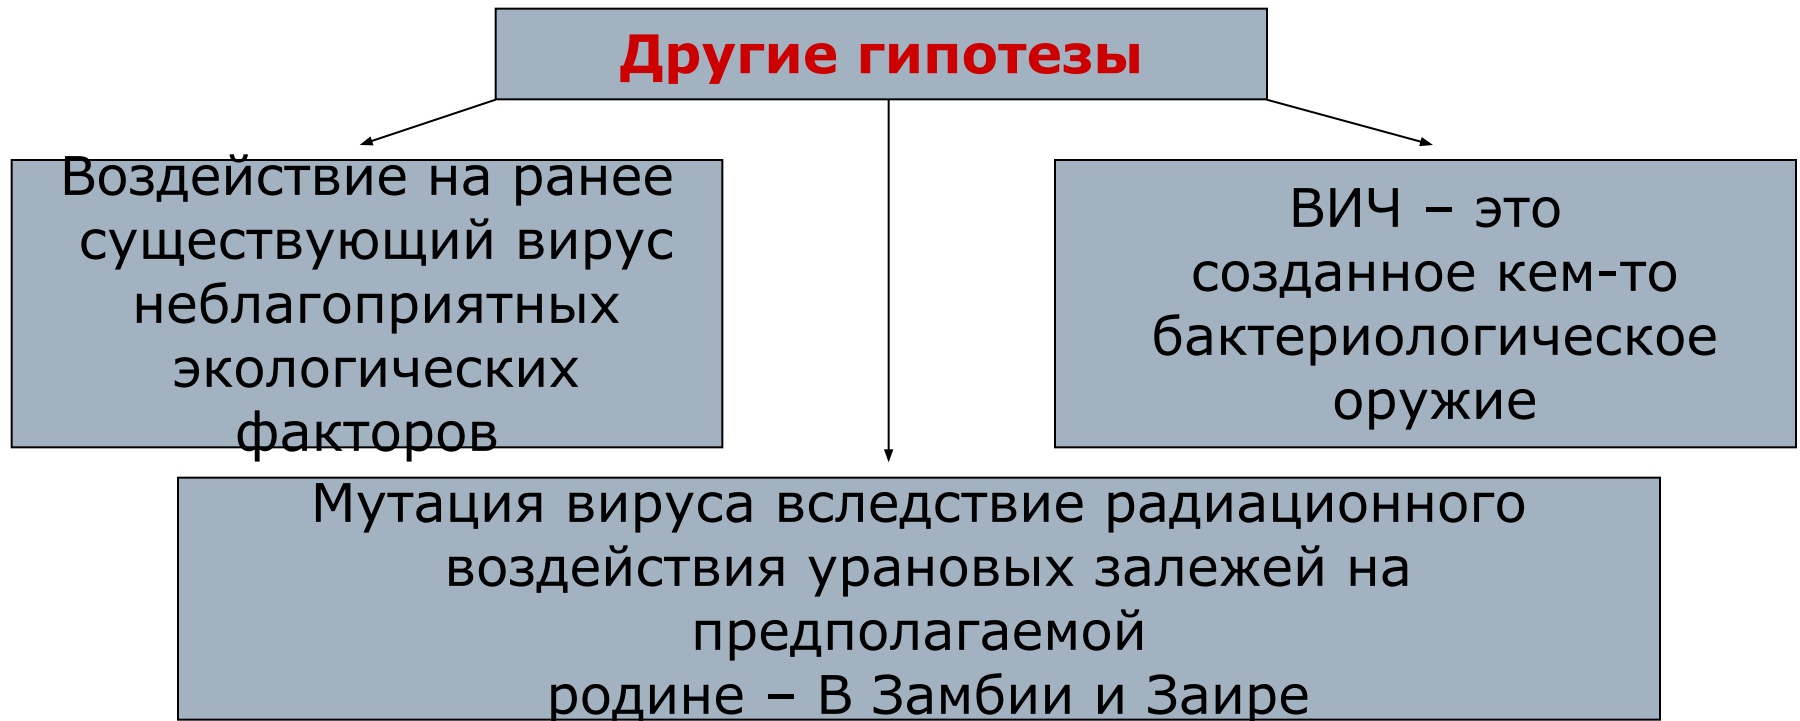 Другие гипотезы
Воздействие на ранее
существующий вирус
неблагоприятных
экологических
факторов
ВИЧ – это
созданное кем-то
бактериологическое
оружие
Мутация вируса вследствие радиационного
воздействия урановых залежей на
предполагаемой
родине – В Замбии и Заире